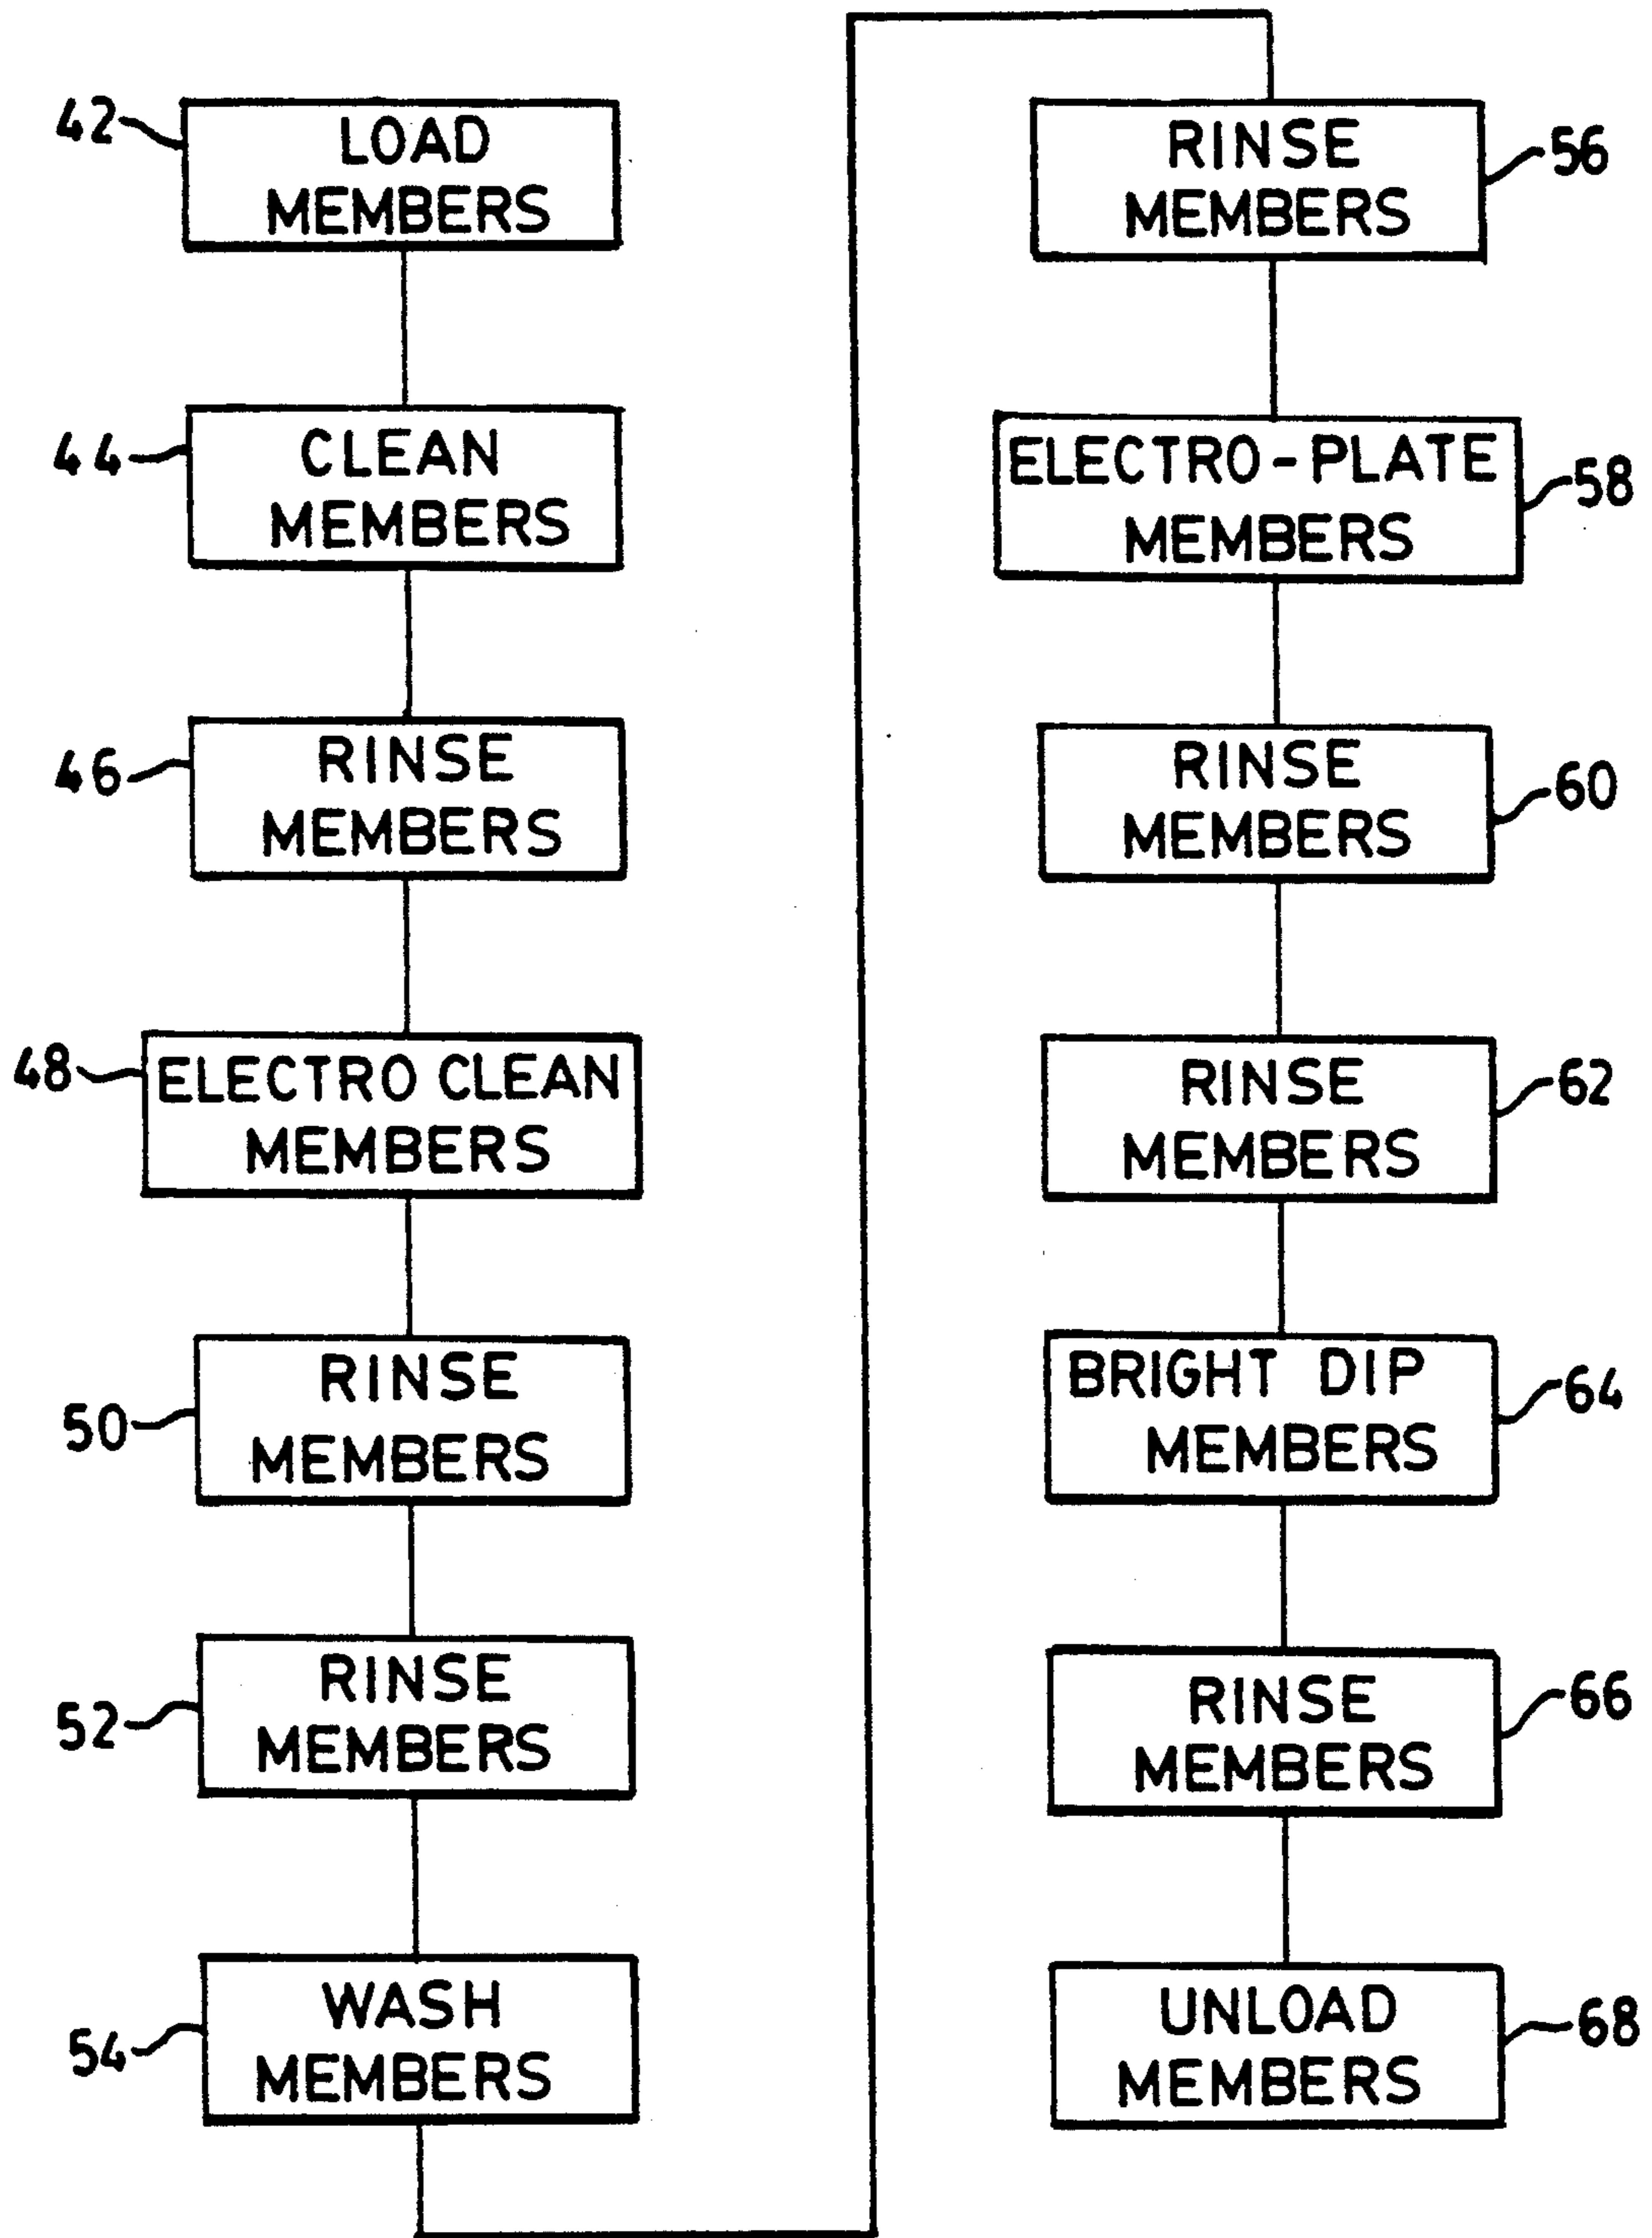 42
LOAD
MEMBERS
44
CLEAN
MEMBERS
46
RINSE
MEMBERS
48
ELECTRO CLEAN
MEMBERS
50
RINSE
MEMBERS
52
RINSE
MEMBERS
54
WASH
MEMBERS
RINSE
MEMBERS
56
ELECTRO-PLATE
MEMBERS
58
RINSE
MEMBERS
60
RINSE
MEMBERS
62
BRIGHT DIP
MEMBERS
64
RINSE
MEMBERS
66
UNLOAD
MEMBERS
68